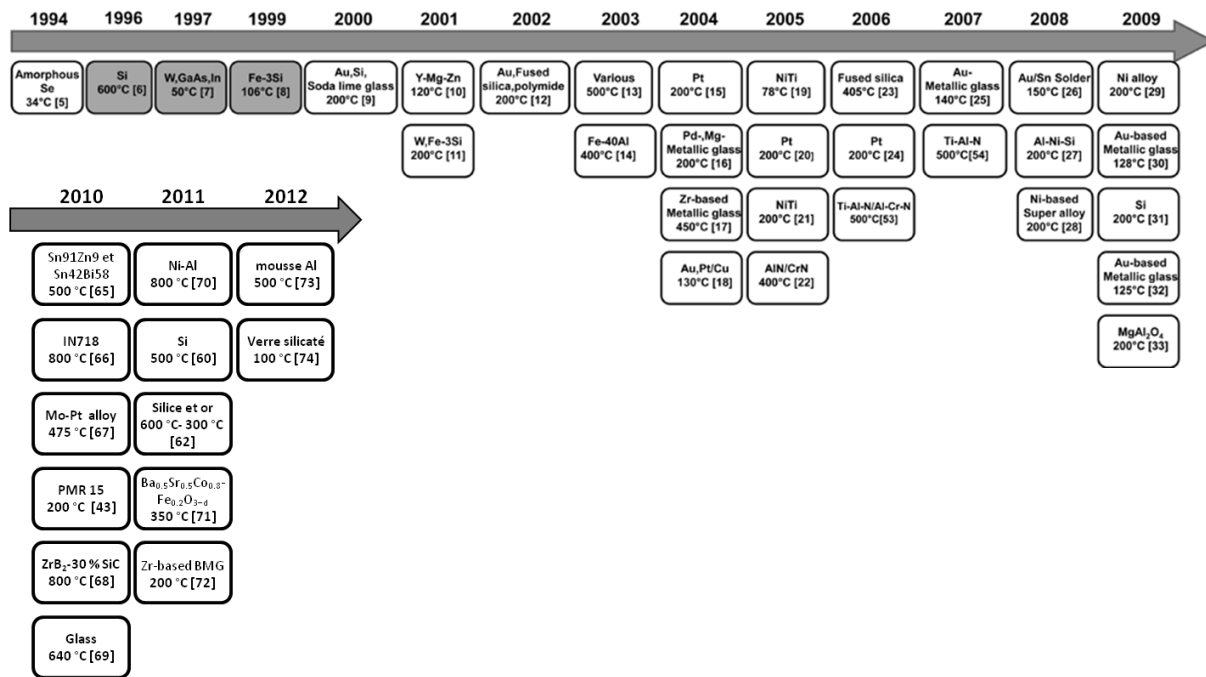 1994 1996 1997 1999 2000 2001 2002 2003 2004 2005 2006 2007 2008 2009
Amorphous
Se
34°C [5]
Si
600°C [6]
W,GaAs,In
50°C [7]
Fe-3Si
106°C [8]
Au,Si,
Soda lime glass
200°C [9]
Y-Mg-Zn
120°C [10]
Au,Fused
silica,polymide
200°C [12]
Various
500°C [13]
Pt
200°C [15]
NiTi
78°C [19]
Fused silica
405°C [23]
Au-
Metallic glass
140°C [25]
Au/Sn Solder
150°C [26]
Ni alloy
200°C [29]
W,Fe-3Si
200°C [11]
Fe-40Al
400°C [14]
Pd-,Mg-
Metallic glass
200°C [16]
Pt
200°C [20]
Pt
200°C [24]
Ti-Al-N
500°C[54]
Al-Ni-Si
200°C [27]
Au-based
Metallic glass
128°C [30]
Zr-based
Metallic glass
450°C [17]
NiTi
200°C [21]
Ti-Al-N/Al-Cr-N
500°C[53]
Ni-based
Super alloy
200°C [28]
Si
200°C [31]
Au,Pt/Cu
130°C [18]
AlN/CrN
400°C [22]
Au-based
Metallic glass
125°C [32]
MgAl₂O₄
200°C [33]
2010 2011 2012
Sn91Zn9 et
Sn42Bi58
500 °C [65]
Ni-Al
800 °C [70]
mousse Al
500 °C [73]
IN718
800 °C [66]
Si
500 °C [60]
Verre silicaté
100 °C [74]
Mo-Pt alloy
475 °C [67]
Silice et or
600 °C- 300 °C
[62]
PMR 15
200 °C [43]
Ba₀.₅Sr₀.₅Co₀.₈-
Fe₀.₂O₃₋d
350 °C [71]
ZrB₂-30 % SiC
800 °C [68]
Zr-based BMG
200 °C [72]
Glass
640 °C [69]